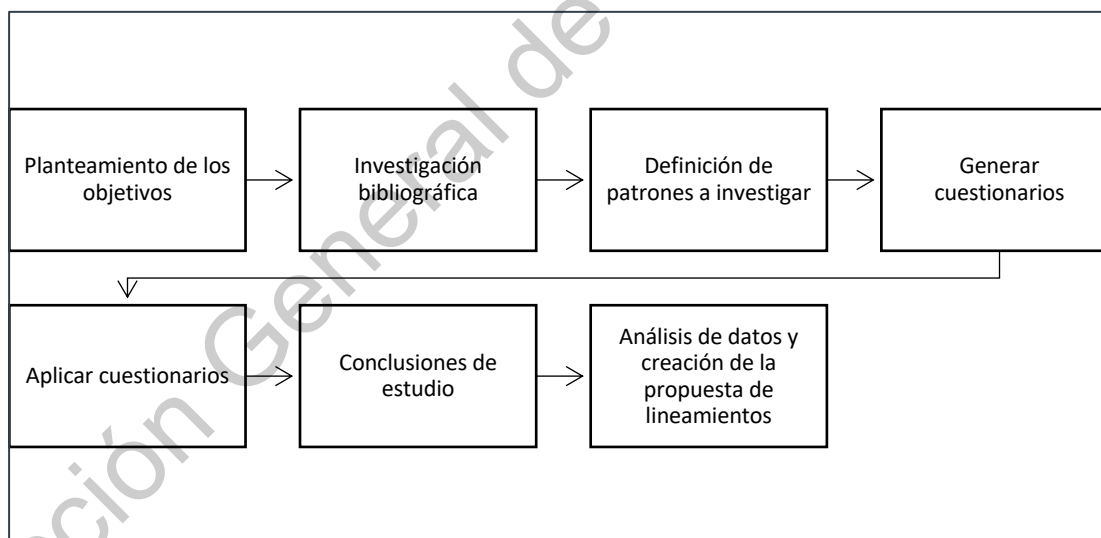 Planteamiento de los
objetivos
Investigación
bibliográfica
Definición de
patrones a investigar
Generar
cuestionarios
Aplicar cuestionarios
Conclusiones de
estudio
Análisis de datos y
creación de la
propuesta de
lineamientos
ción General de